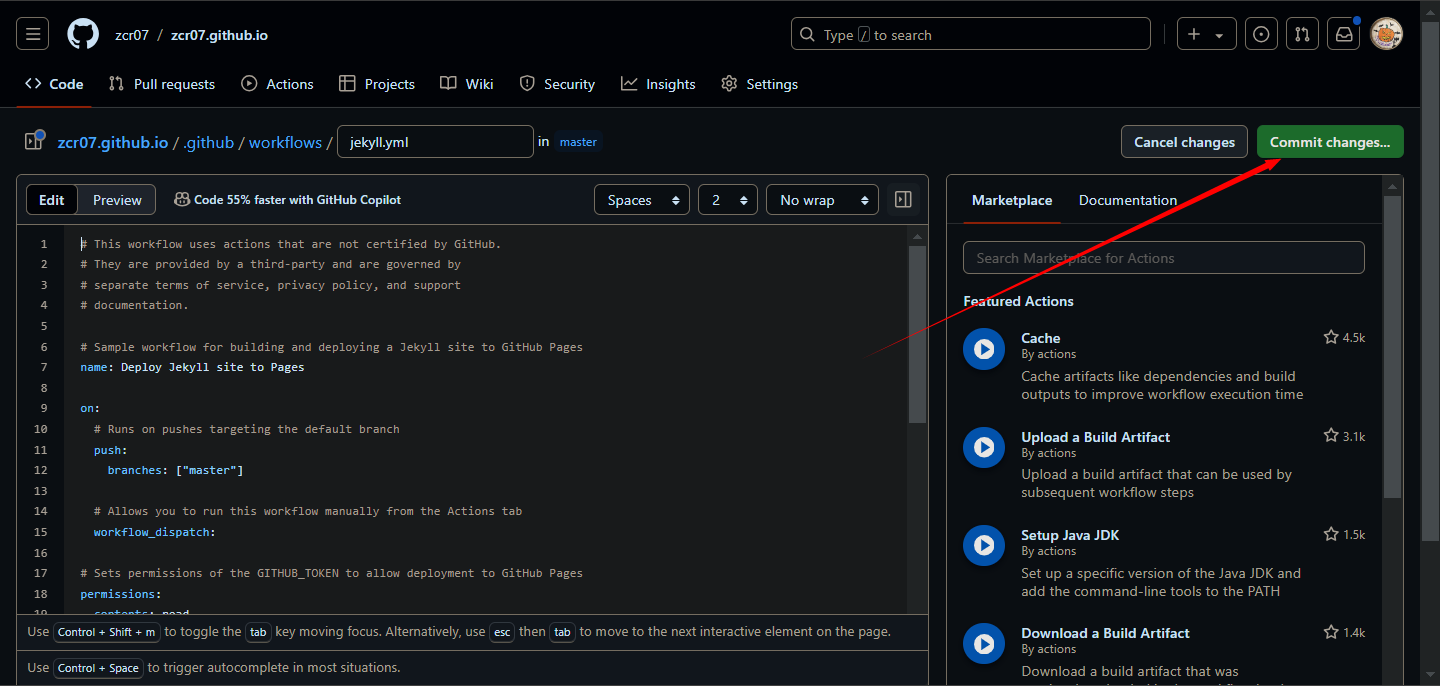 zcr07 / zcr07.github.io
Type / to search
Code
Pull requests
Actions
Projects
Wiki
Security
Insights
Settings
zcr07.github.io / .github / workflows / jekyll.yml in master
Cancel changes
Commit changes...
Edit
Preview
Code 55% faster with GitHub Copilot
Spaces
2
No wrap
1 # This workflow uses actions that are not certified by GitHub.
2 # They are provided by a third-party and are governed by
3 # separate terms of service, privacy policy, and support
4 # documentation.
5
6 # Sample workflow for building and deploying a Jekyll site to GitHub Pages
7 name: Deploy Jekyll site to Pages
8
9 on:
10 # Runs on pushes targeting the default branch
11 push:
12 branches: ["master"]
13
14 # Allows you to run this workflow manually from the Actions tab
15 workflow_dispatch:
16
17 # Sets permissions of the GITHUB_TOKEN to allow deployment to GitHub Pages
18 permissions:
19 contents: read
Use Control + Shift + m to toggle the tab key moving focus. Alternatively, use esc then tab to move to the next interactive element on the page.
Use Control + Space to trigger autocomplete in most situations.
Marketplace
Documentation
Search Marketplace for Actions
Featured Actions
Cache
4.5k
By actions
Cache artifacts like dependencies and build
outputs to improve workflow execution time
Upload a Build Artifact
3.1k
By actions
Upload a build artifact that can be used by
subsequent workflow steps
Setup Java JDK
1.5k
By actions
Set up a specific version of the Java JDK and
add the command-line tools to the PATH
Download a Build Artifact
1.4k
By actions
Download a build artifact that was